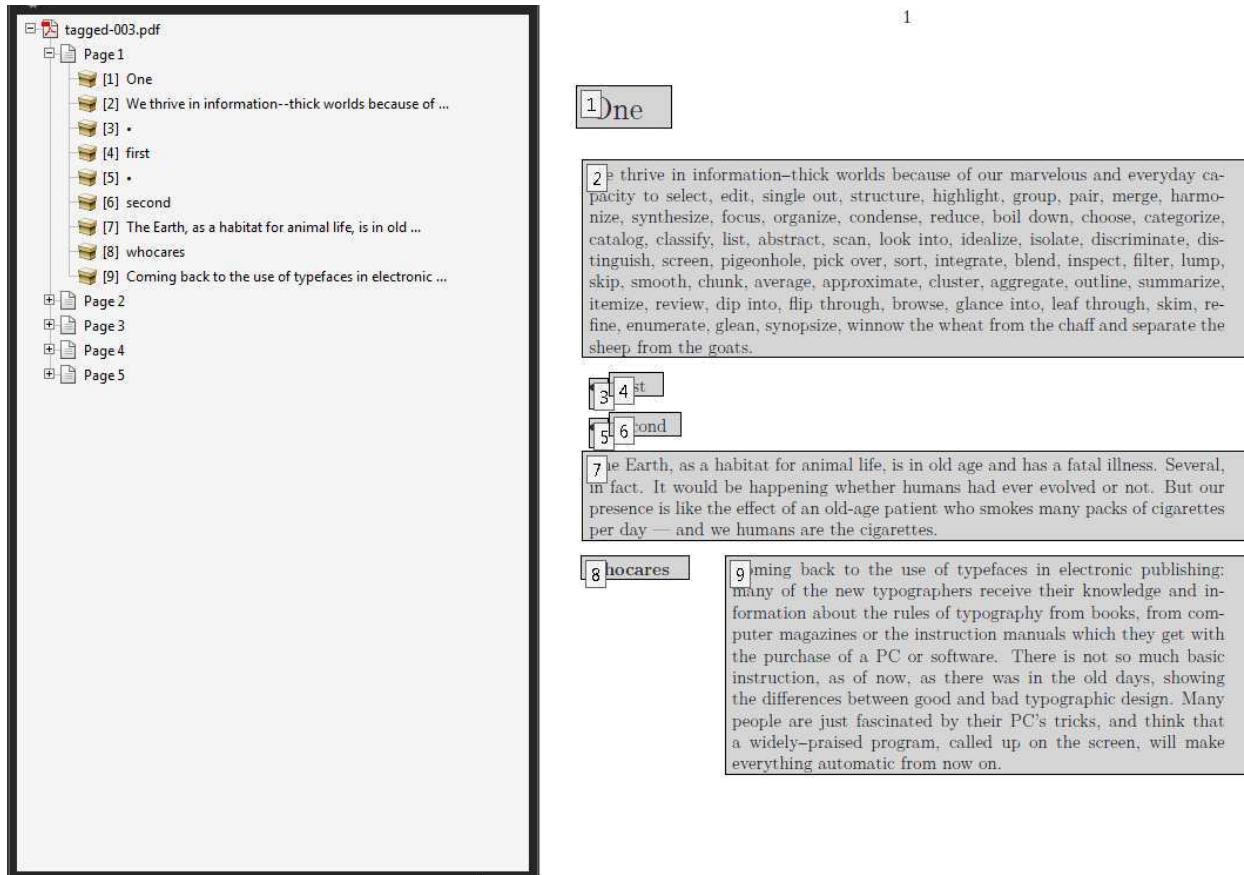 tagged-003.pdf
Page 1
[1] One
[2] We thrive in information--thick worlds because of ...
[3] •
[4] first
[5] •
[6] second
[7] The Earth, as a habitat for animal life, is in old ...
[8] whocares
[9] Coming back to the use of typefaces in electronic ...
Page 2
Page 3
Page 4
Page 5
1
1 One
2 e thrive in information–thick worlds because of our marvelous and everyday ca-
pacity to select, edit, single out, structure, highlight, group, pair, merge, harmo-
nize, synthesize, focus, organize, condense, reduce, boil down, choose, categorize,
catalog, classify, list, abstract, scan, look into, idealize, isolate, discriminate, dis-
tinguish, screen, pigeonhole, pick over, sort, integrate, blend, inspect, filter, lump,
skip, smooth, chunk, average, approximate, cluster, aggregate, outline, summarize,
itemize, review, dip into, flip through, browse, glance into, leaf through, skim, re-
fine, enumerate, glean, synopsize, winnow the wheat from the chaff and separate the
sheep from the goats.
3 4 st
5 6 cond
7 e Earth, as a habitat for animal life, is in old age and has a fatal illness. Several,
in fact. It would be happening whether humans had ever evolved or not. But our
presence is like the effect of an old-age patient who smokes many packs of cigarettes
per day — and we humans are the cigarettes.
8 hocares
9 ming back to the use of typefaces in electronic publishing:
many of the new typographers receive their knowledge and in-
formation about the rules of typography from books, from com-
puter magazines or the instruction manuals which they get with
the purchase of a PC or software. There is not so much basic
instruction, as of now, as there was in the old days, showing
the differences between good and bad typographic design. Many
people are just fascinated by their PC's tricks, and think that
a widely–praised program, called up on the screen, will make
everything automatic from now on.